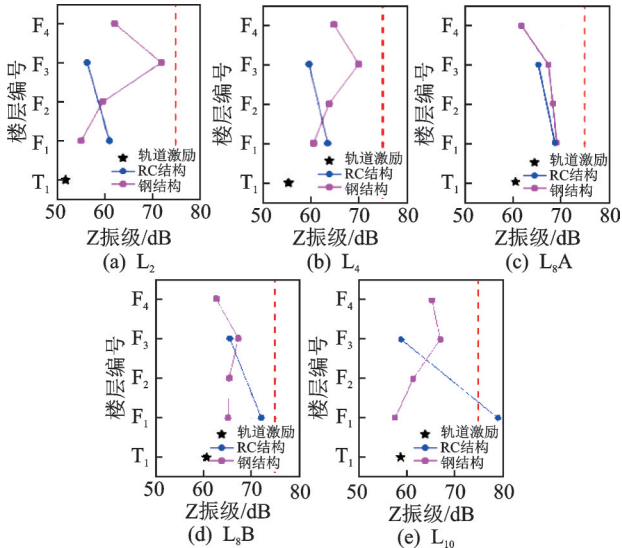 F₄
F₃
F₂
F₁
T₁
楼层编号
轨道激励
RC结构
钢结构
50 60 70 80
Z振级/dB
(a) L₂
F₄
F₃
F₂
F₁
T₁
楼层编号
轨道激励
RC结构
钢结构
50 60 70 80
Z振级/dB
(b) L₄
F₄
F₃
F₂
F₁
T₁
楼层编号
轨道激励
RC结构
钢结构
50 60 70 80
Z振级/dB
(c) L₈A
F₄
F₃
F₂
F₁
T₁
楼层编号
轨道激励
RC结构
钢结构
50 60 70 80
Z振级/dB
(d) L₈B
F₄
F₃
F₂
F₁
T₁
楼层编号
轨道激励
RC结构
钢结构
50 60 70 80
Z振级/dB
(e) L₁₀